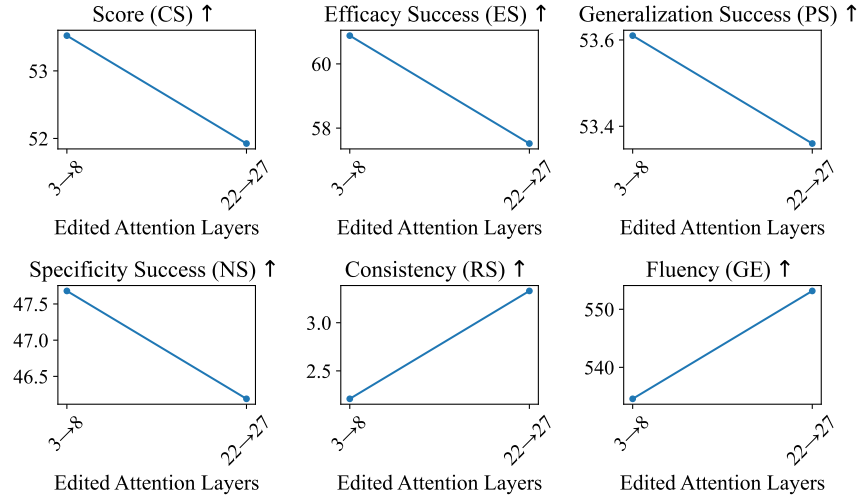 Score (CS) ↑
53
52
3→8
22→27
Edited Attention Layers
Efficacy Success (ES) ↑
60
58
3→8
22→27
Edited Attention Layers
Generalization Success (PS) ↑
53.6
53.4
3→8
22→27
Edited Attention Layers
Specificity Success (NS) ↑
47.5
47.0
46.5
3→8
22→27
Edited Attention Layers
Consistency (RS) ↑
3.0
2.5
3→8
22→27
Edited Attention Layers
Fluency (GE) ↑
550
540
3→8
22→27
Edited Attention Layers